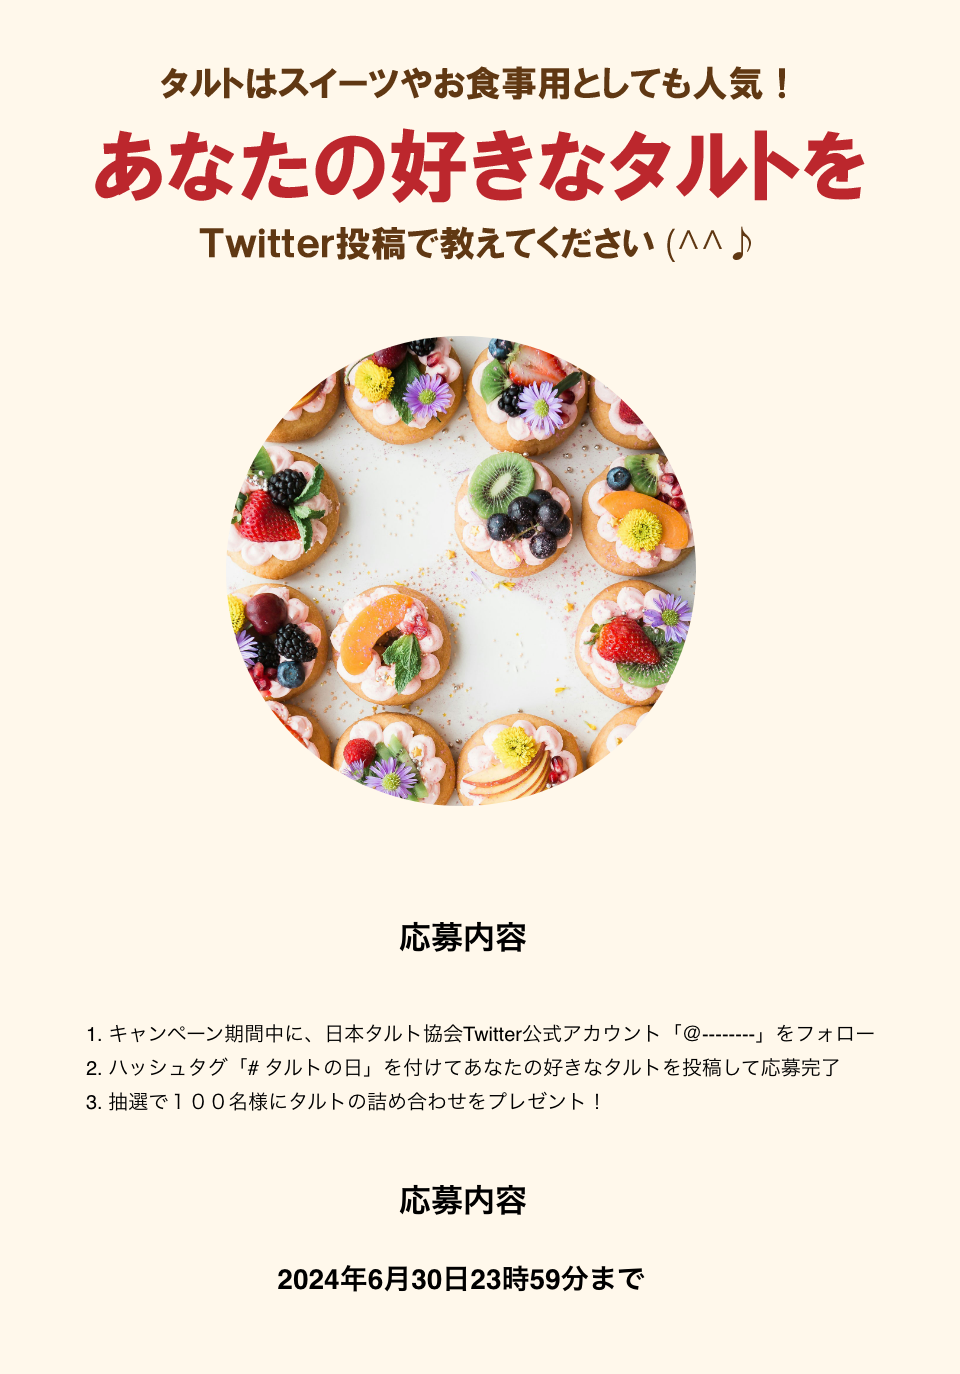 タルトはスイーツやお食事用としても人気！
あなたの好きなタルトを
Twitter投稿で教えてください (^^♪
応募内容
1. キャンペーン期間中に、日本タルト協会Twitter公式アカウント「@--------」をフォロー
2. ハッシュタグ「# タルトの日」を付けてあなたの好きなタルトを投稿して応募完了
3. 抽選で１００名様にタルトの詰め合わせをプレゼント！
応募内容
2024年6月30日23時59分まで